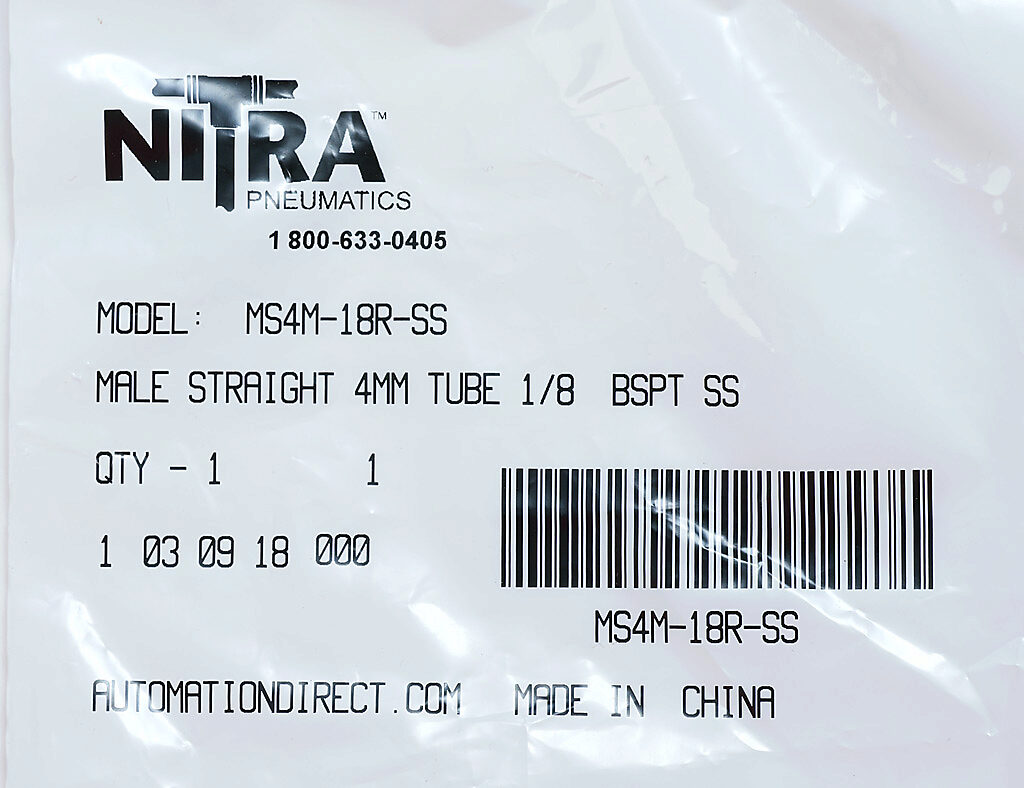 NITRA™
PNEUMATICS
1 800-633-0405
MODEL: MS4M-18R-SS
MALE STRAIGHT 4MM TUBE 1/8 BSPT SS
QTY - 1 1
1 03 09 18 000
MS4M-18R-SS
AUTOMATIONDIRECT.COM MADE IN CHINA